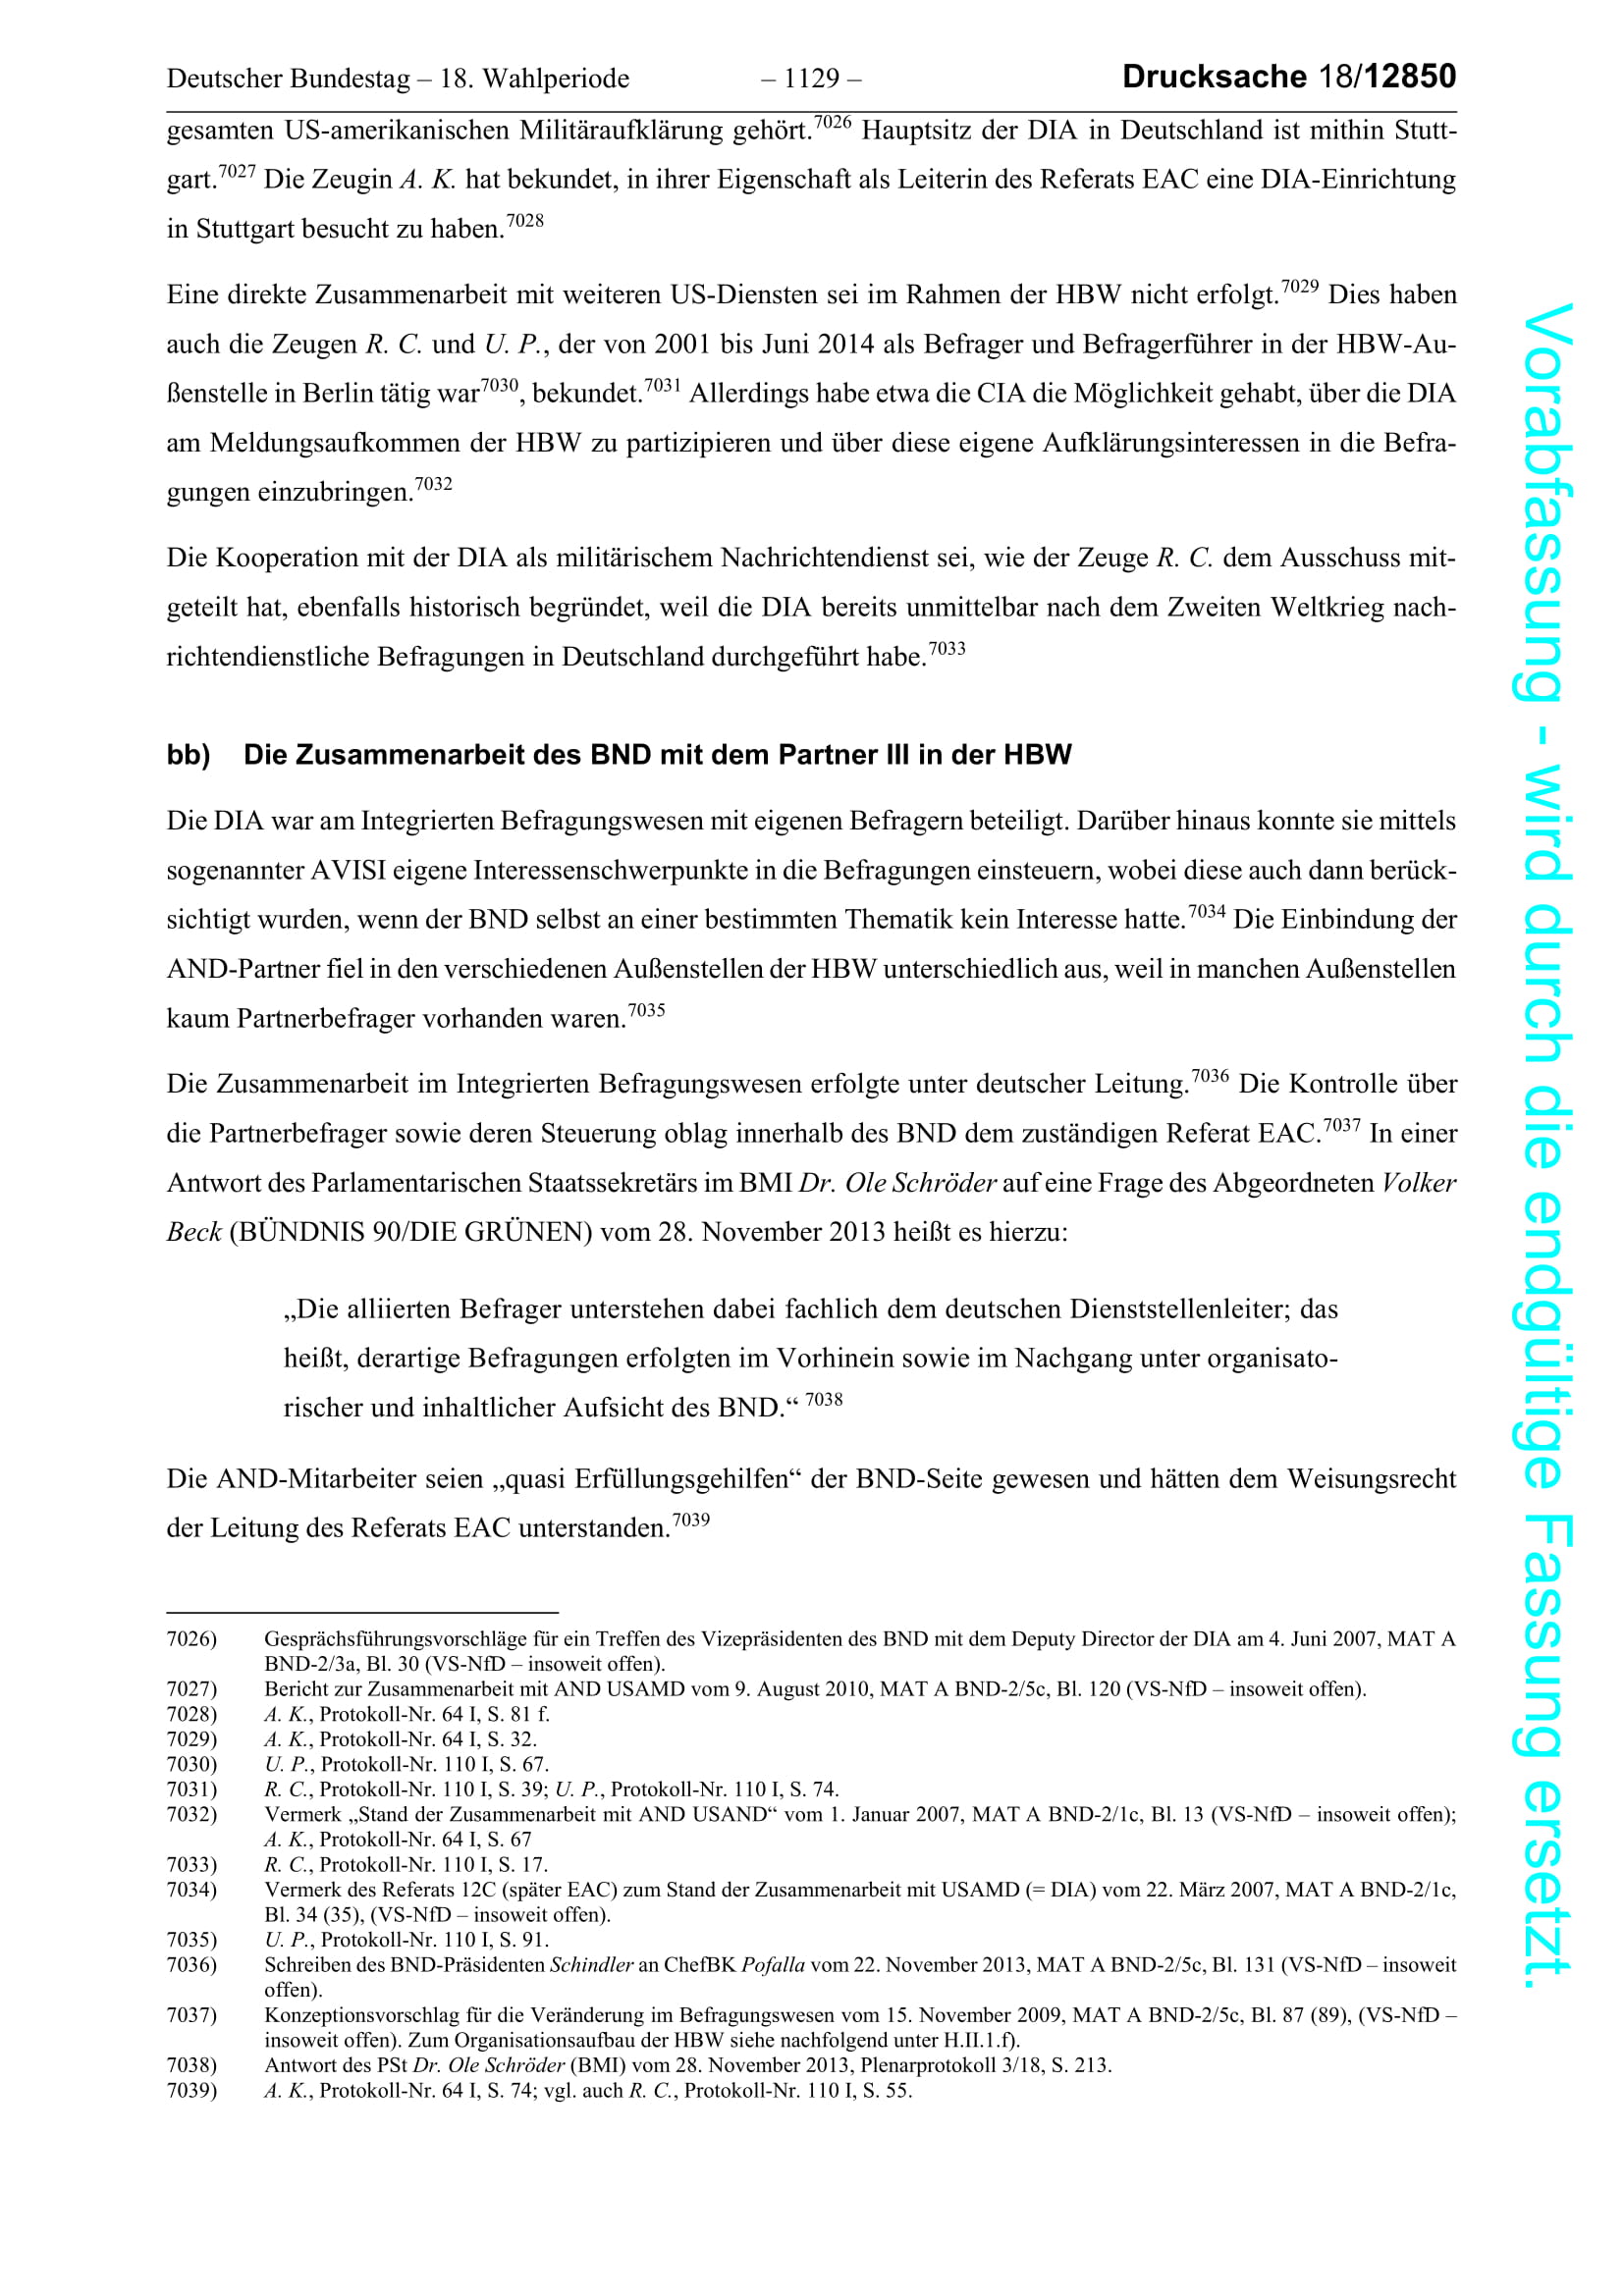 Deutscher Bundestag – 18. Wahlperiode – 1129 – Drucksache 18/12850
gesamten US-amerikanischen Militäraufklärung gehört.7026 Hauptsitz der DIA in Deutschland ist mithin Stutt-
gart.7027 Die Zeugin A. K. hat bekundet, in ihrer Eigenschaft als Leiterin des Referats EAC eine DIA-Einrichtung
in Stuttgart besucht zu haben.7028
Eine direkte Zusammenarbeit mit weiteren US-Diensten sei im Rahmen der HBW nicht erfolgt.7029 Dies haben
auch die Zeugen R. C. und U. P., der von 2001 bis Juni 2014 als Befrager und Befragerführer in der HBW-Au-
ßenstelle in Berlin tätig war7030, bekundet.7031 Allerdings habe etwa die CIA die Möglichkeit gehabt, über die DIA
am Meldungsaufkommen der HBW zu partizipieren und über diese eigene Aufklärungsinteressen in die Befra-
gungen einzubringen.7032
Die Kooperation mit der DIA als militärischem Nachrichtendienst sei, wie der Zeuge R. C. dem Ausschuss mit-
geteilt hat, ebenfalls historisch begründet, weil die DIA bereits unmittelbar nach dem Zweiten Weltkrieg nach-
richtendienstliche Befragungen in Deutschland durchgeführt habe.7033
bb) Die Zusammenarbeit des BND mit dem Partner III in der HBW
Die DIA war am Integrierten Befragungswesen mit eigenen Befragern beteiligt. Darüber hinaus konnte sie mittels
sogenannter AVISI eigene Interessenschwerpunkte in die Befragungen einsteuern, wobei diese auch dann berück-
sichtigt wurden, wenn der BND selbst an einer bestimmten Thematik kein Interesse hatte.7034 Die Einbindung der
AND-Partner fiel in den verschiedenen Außenstellen der HBW unterschiedlich aus, weil in manchen Außenstellen
kaum Partnerbefrager vorhanden waren.7035
Die Zusammenarbeit im Integrierten Befragungswesen erfolgte unter deutscher Leitung.7036 Die Kontrolle über
die Partnerbefrager sowie deren Steuerung oblag innerhalb des BND dem zuständigen Referat EAC.7037 In einer
Antwort des Parlamentarischen Staatssekretärs im BMI Dr. Ole Schröder auf eine Frage des Abgeordneten Volker
Beck (BÜNDNIS 90/DIE GRÜNEN) vom 28. November 2013 heißt es hierzu:
„Die alliierten Befrager unterstehen dabei fachlich dem deutschen Dienststellenleiter; das
heißt, derartige Befragungen erfolgten im Vorhinein sowie im Nachgang unter organisato-
rischer und inhaltlicher Aufsicht des BND.“ 7038
Die AND-Mitarbeiter seien „quasi Erfüllungsgehilfen“ der BND-Seite gewesen und hätten dem Weisungsrecht
der Leitung des Referats EAC unterstanden.7039
7026) Gesprächsführungsvorschläge für ein Treffen des Vizepräsidenten des BND mit dem Deputy Director der DIA am 4. Juni 2007, MAT A
BND-2/3a, Bl. 30 (VS-NfD – insoweit offen).
7027) Bericht zur Zusammenarbeit mit AND USAMD vom 9. August 2010, MAT A BND-2/5c, Bl. 120 (VS-NfD – insoweit offen).
7028) A. K., Protokoll-Nr. 64 I, S. 81 f.
7029) A. K., Protokoll-Nr. 64 I, S. 32.
7030) U. P., Protokoll-Nr. 110 I, S. 67.
7031) R. C., Protokoll-Nr. 110 I, S. 39; U. P., Protokoll-Nr. 110 I, S. 74.
7032) Vermerk „Stand der Zusammenarbeit mit AND USAND“ vom 1. Januar 2007, MAT A BND-2/1c, Bl. 13 (VS-NfD – insoweit offen);
A. K., Protokoll-Nr. 64 I, S. 67
7033) R. C., Protokoll-Nr. 110 I, S. 17.
7034) Vermerk des Referats 12C (später EAC) zum Stand der Zusammenarbeit mit USAMD (= DIA) vom 22. März 2007, MAT A BND-2/1c,
Bl. 34 (35), (VS-NfD – insoweit offen).
7035) U. P., Protokoll-Nr. 110 I, S. 91.
7036) Schreiben des BND-Präsidenten Schindler an ChefBK Pofalla vom 22. November 2013, MAT A BND-2/5c, Bl. 131 (VS-NfD – insoweit
offen).
7037) Konzeptionsvorschlag für die Veränderung im Befragungswesen vom 15. November 2009, MAT A BND-2/5c, Bl. 87 (89), (VS-NfD –
insoweit offen). Zum Organisationsaufbau der HBW siehe nachfolgend unter H.II.1.f).
7038) Antwort des PSt Dr. Ole Schröder (BMI) vom 28. November 2013, Plenarprotokoll 3/18, S. 213.
7039) A. K., Protokoll-Nr. 64 I, S. 74; vgl. auch R. C., Protokoll-Nr. 110 I, S. 55.
Vorabfassung - wird durch die endgültige Fassung ersetzt.